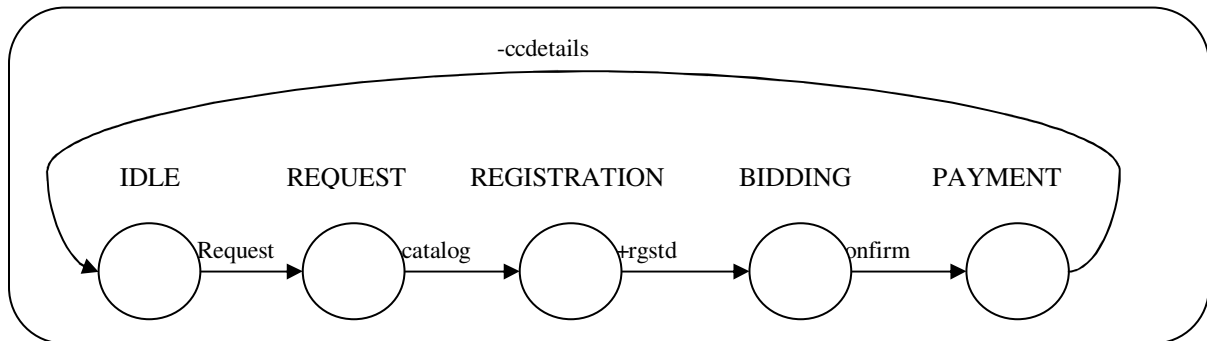 -ccdetails
IDLE REQUEST REGISTRATION BIDDING PAYMENT
Request catalog +rgstd onfirm